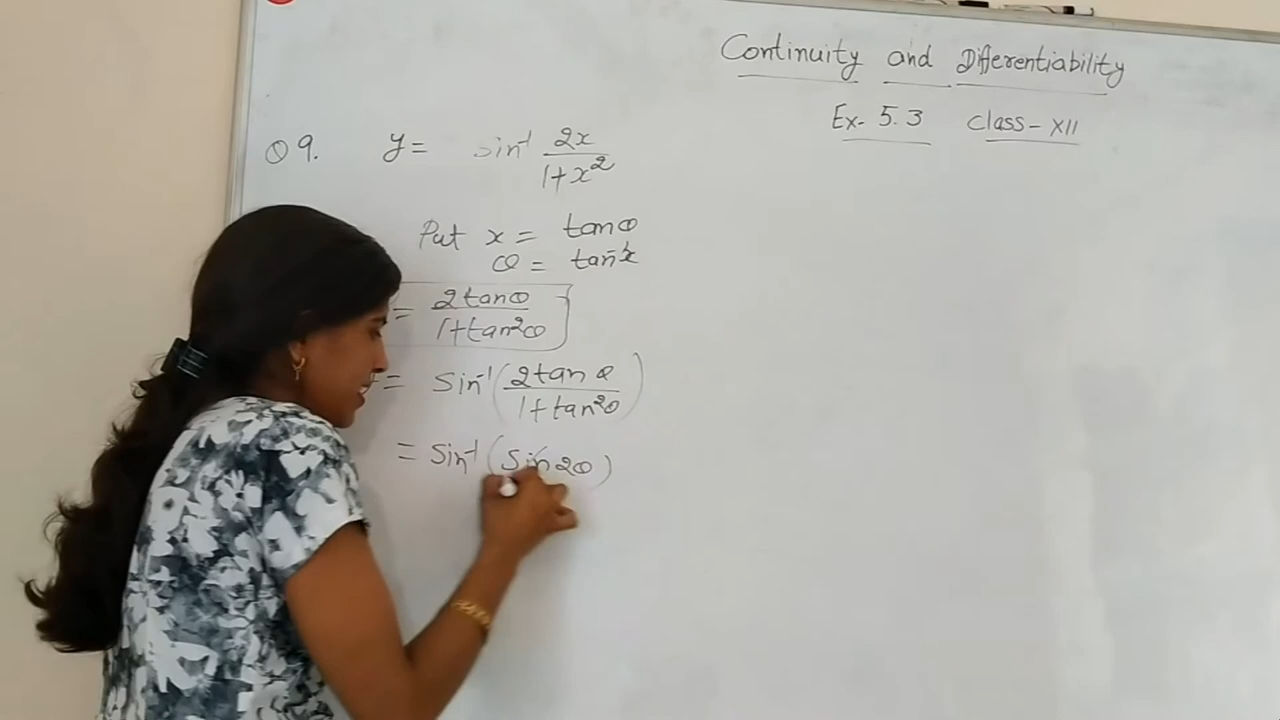 Continuity and Differentiability
Ex- 5.3 Class-XII
Q9. y= sin⁻¹ 2x/1+x²
Put x = tanθ
θ = tan⁻¹x
= 2tanθ/1+tan²θ
= Sin⁻¹(2tanθ/1+tan²θ)
= Sin⁻¹(Sin2θ)